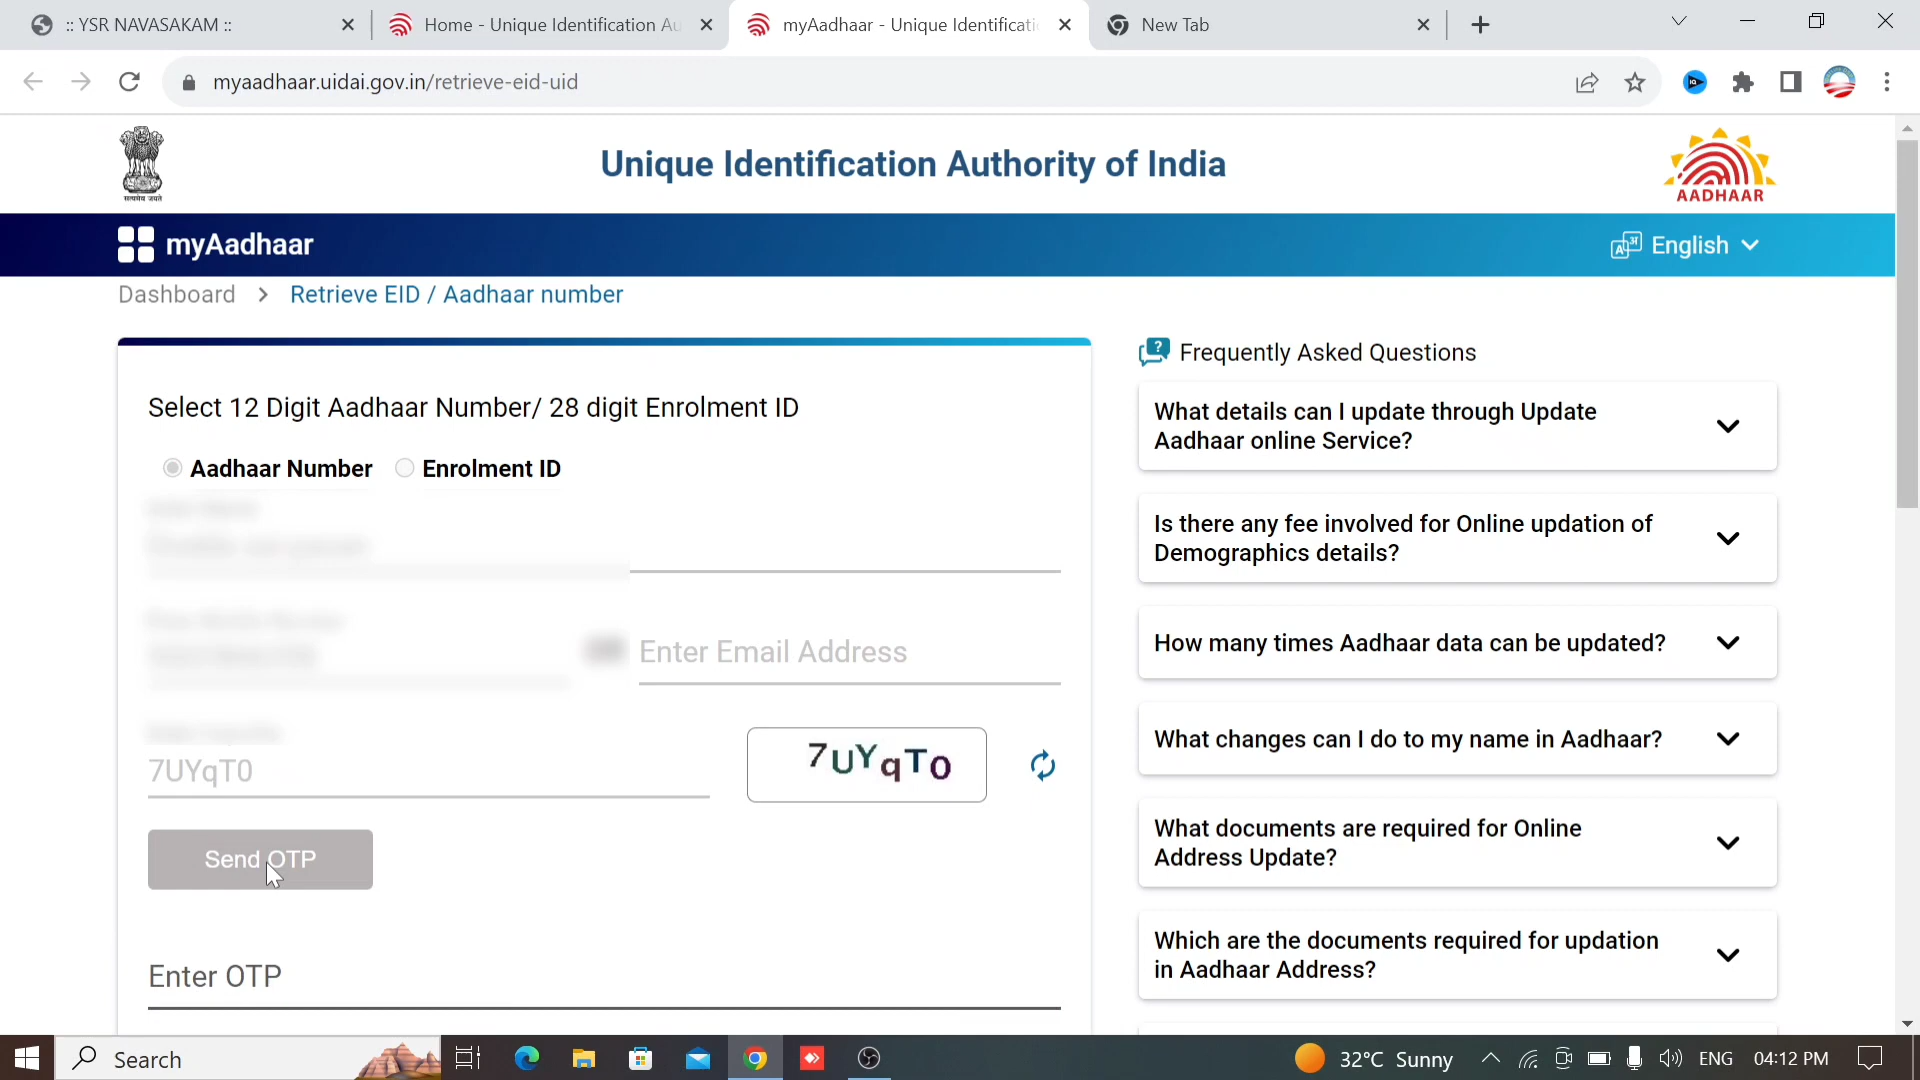 :: YSR NAVASAKAM ::
Home - Unique Identification Au
myAadhaar - Unique Identificatio
New Tab
myaadhaar.uidai.gov.in/retrieve-eid-uid
सत्यमेव जयते
Unique Identification Authority of India
AADHAAR
myAadhaar
English
Dashboard > Retrieve EID / Aadhaar number
Select 12 Digit Aadhaar Number/ 28 digit Enrolment ID
Aadhaar Number
Enrolment ID
Enter Email Address
7UYqT0
7UYqT0
Send OTP
Enter OTP
Frequently Asked Questions
What details can I update through Update
Aadhaar online Service?
Is there any fee involved for Online updation of
Demographics details?
How many times Aadhaar data can be updated?
What changes can I do to my name in Aadhaar?
What documents are required for Online
Address Update?
Which are the documents required for updation
in Aadhaar Address?
Search
32°C Sunny
ENG
04:12 PM